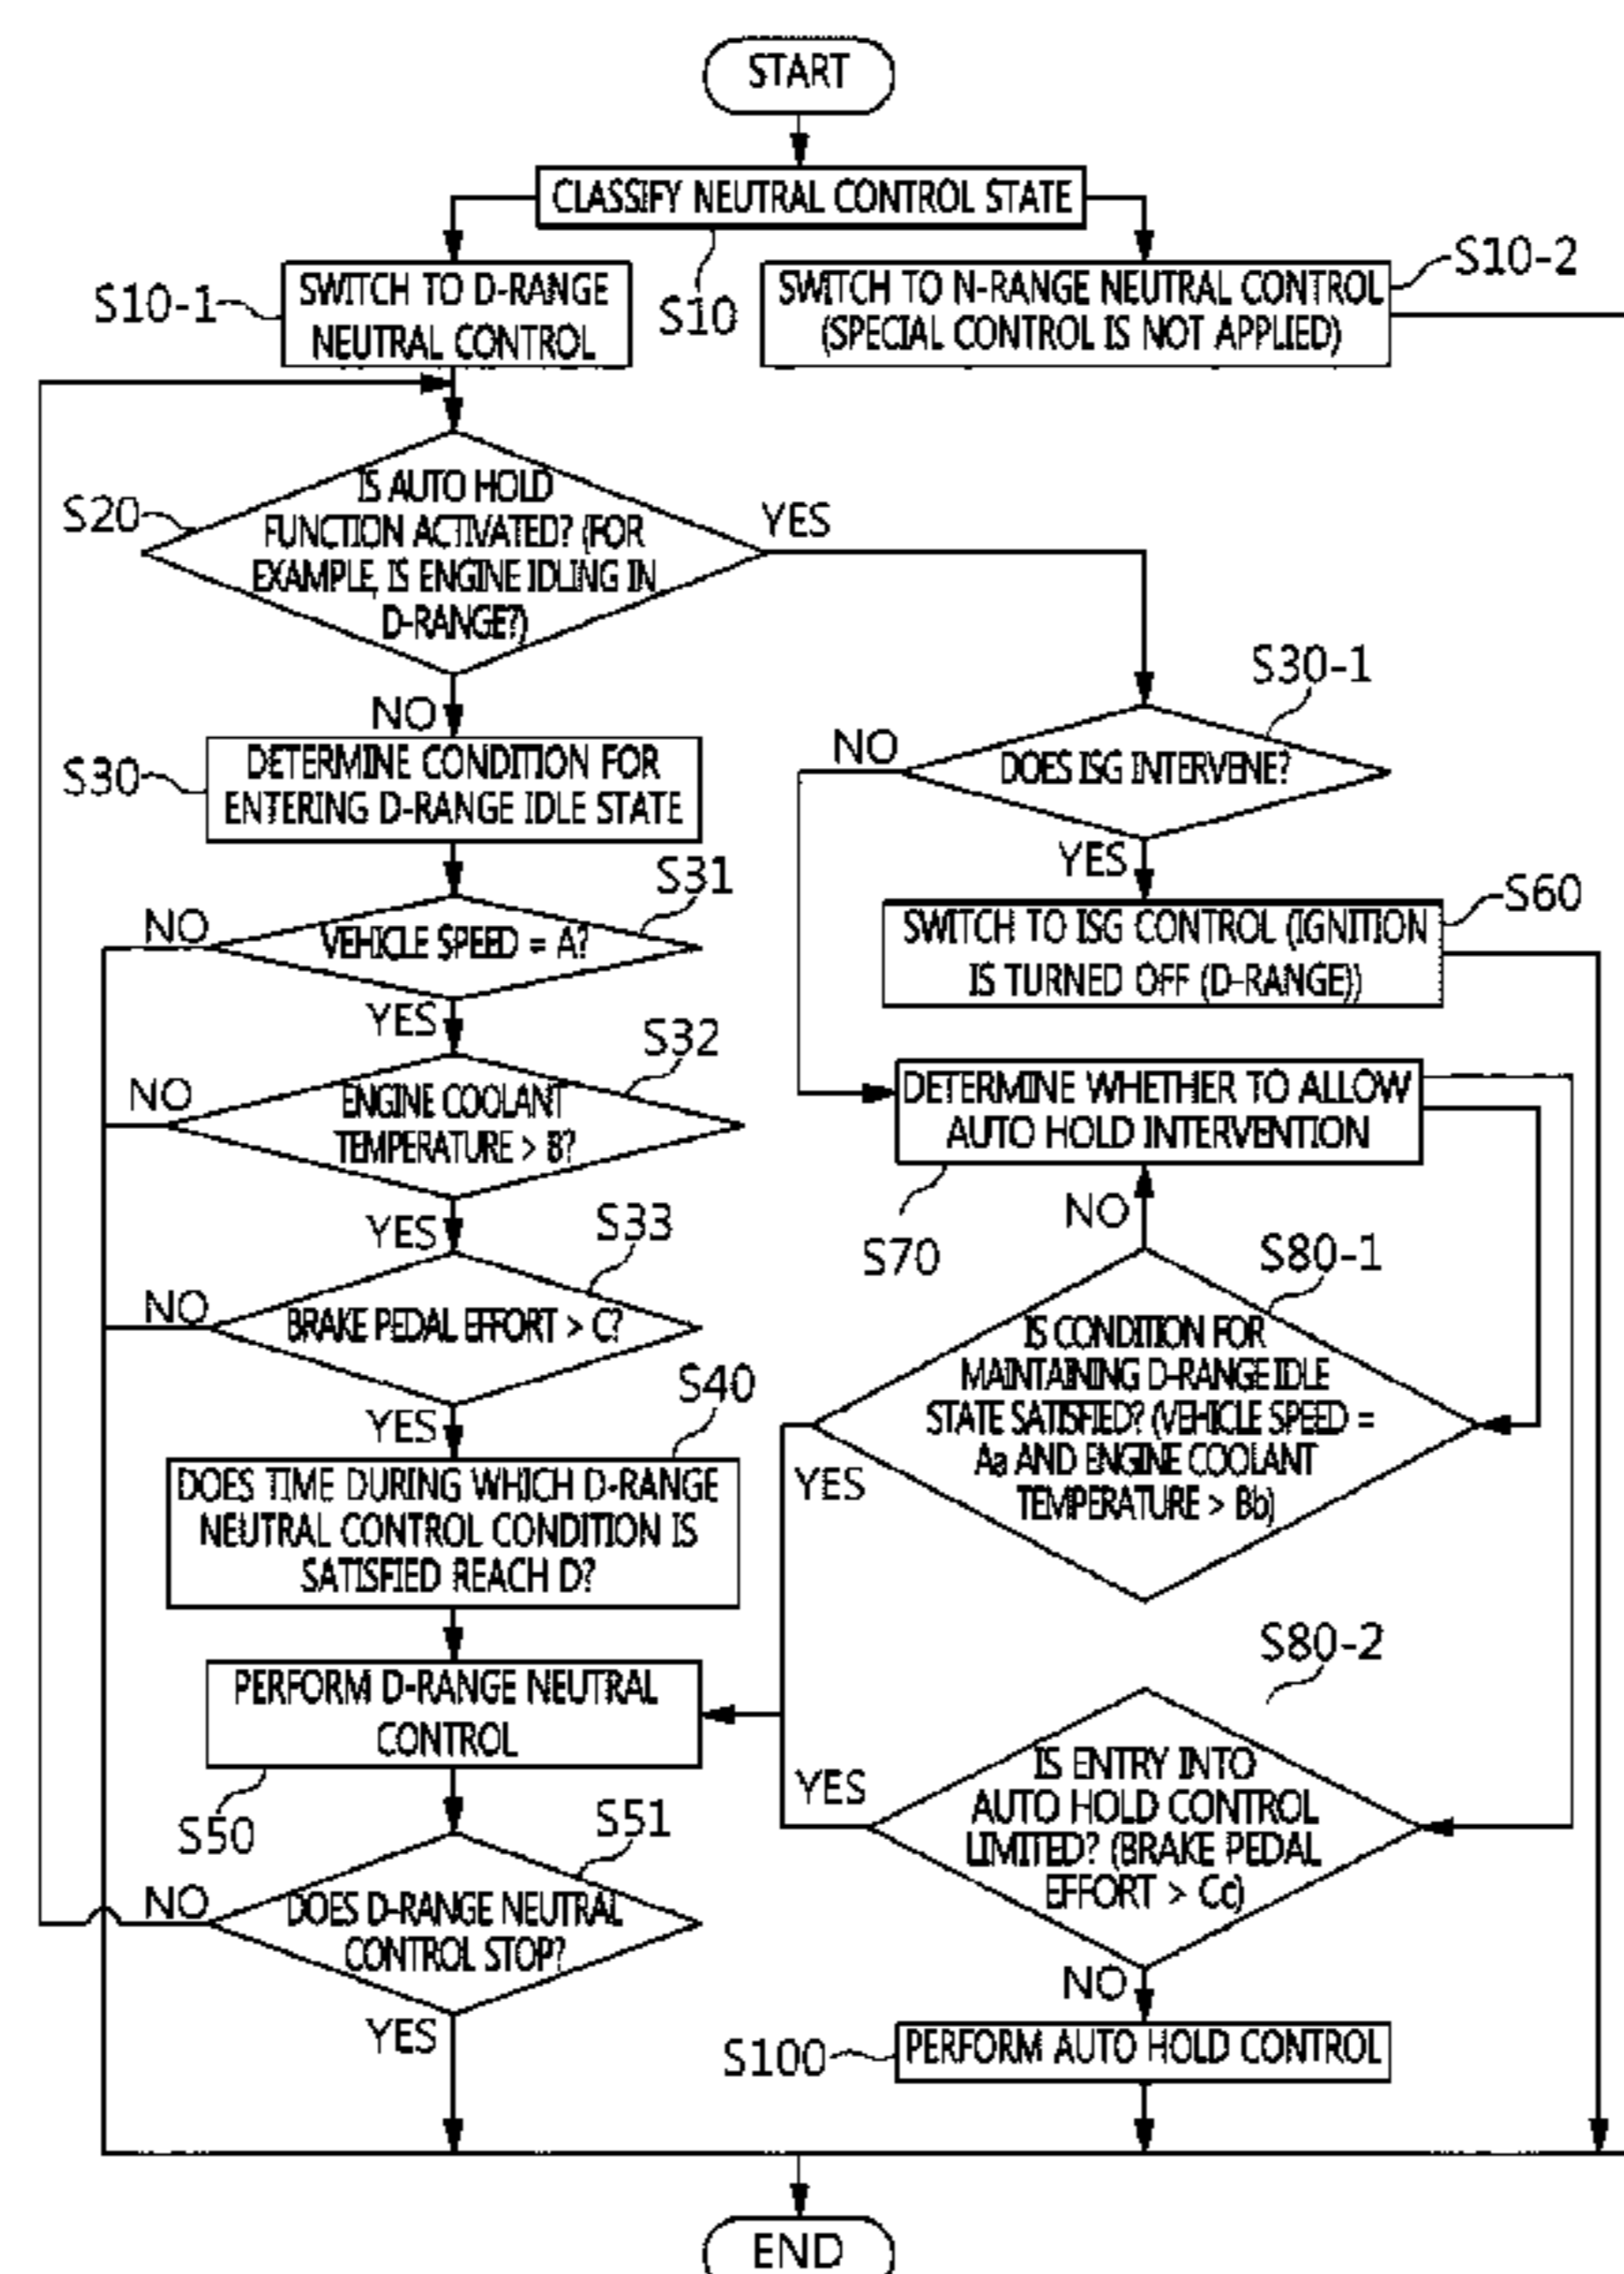 START
CLASSIFY NEUTRAL CONTROL STATE
S10
S10-1
SWITCH TO D-RANGE
NEUTRAL CONTROL
SWITCH TO N-RANGE NEUTRAL CONTROL
(SPECIAL CONTROL IS NOT APPLIED)
S10-2
S20
IS AUTO HOLD
FUNCTION ACTIVATED? (FOR
EXAMPLE, IS ENGINE IDLING IN
D-RANGE?)
YES
NO
S30
DETERMINE CONDITION FOR
ENTERING D-RANGE IDLE STATE
S30-1
NO
DOES ISG INTERVENE?
YES
S31
NO
VEHICLE SPEED = A?
YES
S60
SWITCH TO ISG CONTROL (IGNITION
IS TURNED OFF (D-RANGE))
S32
NO
ENGINE COOLANT
TEMPERATURE > B?
YES
DETERMINE WHETHER TO ALLOW
AUTO HOLD INTERVENTION
S70
NO
S33
NO
BRAKE PEDAL EFFORT > C?
YES
S80-1
IS CONDITION FOR
MAINTAINING D-RANGE IDLE
STATE SATISFIED? (VEHICLE SPEED =
Aa AND ENGINE COOLANT
TEMPERATURE > Bb)
YES
S40
DOES TIME DURING WHICH D-RANGE
NEUTRAL CONTROL CONDITION IS
SATISFIED REACH D?
PERFORM D-RANGE NEUTRAL
CONTROL
S50
S80-2
IS ENTRY INTO
AUTO HOLD CONTROL
LIMITED? (BRAKE PEDAL
EFFORT > Cc)
YES
NO
S51
NO
DOES D-RANGE NEUTRAL
CONTROL STOP?
YES
S100
PERFORM AUTO HOLD CONTROL
END